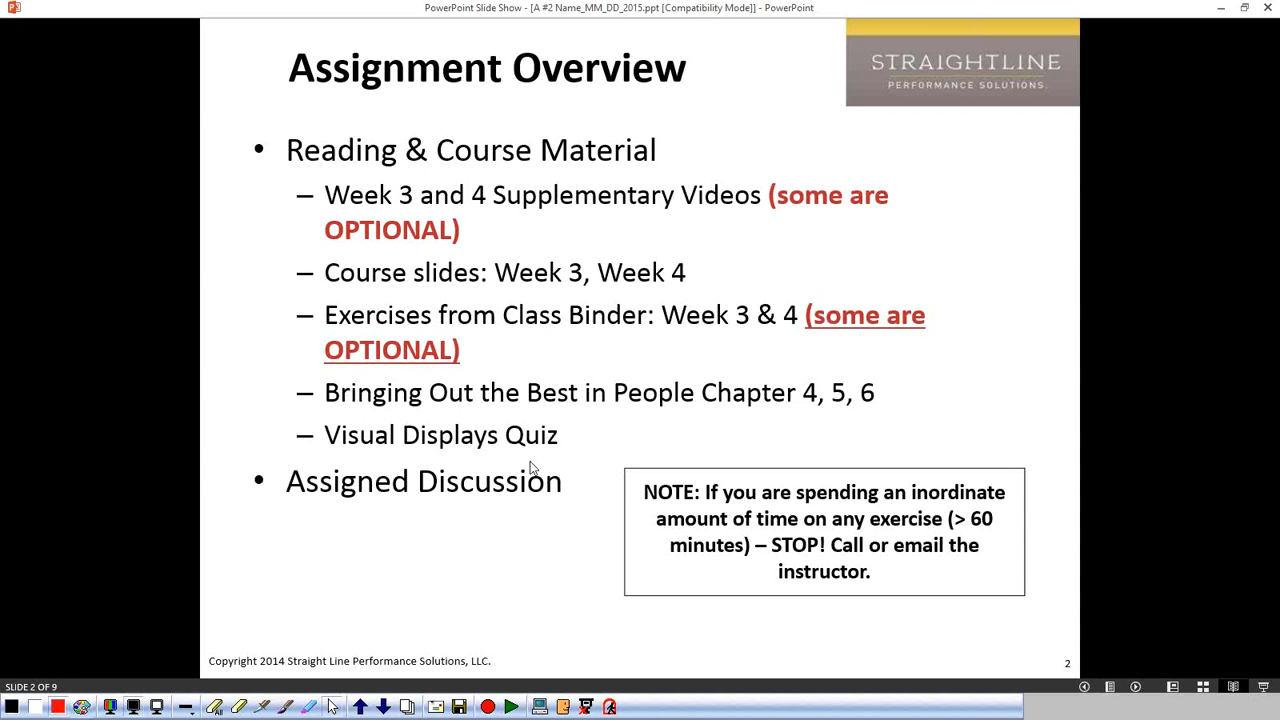 PowerPoint Slide Show - [A #2 Name_MM_DD_2015.ppt [Compatibility Mode]] - PowerPoint
Assignment Overview
STRAIGHTLINE
PERFORMANCE SOLUTIONS.
• Reading & Course Material
– Week 3 and 4 Supplementary Videos (some are
OPTIONAL)
– Course slides: Week 3, Week 4
– Exercises from Class Binder: Week 3 & 4 (some are
OPTIONAL)
– Bringing Out the Best in People Chapter 4, 5, 6
– Visual Displays Quiz
• Assigned Discussion
NOTE: If you are spending an inordinate
amount of time on any exercise (> 60
minutes) – STOP! Call or email the
instructor.
Copyright 2014 Straight Line Performance Solutions, LLC.
2
SLIDE 2 OF 9